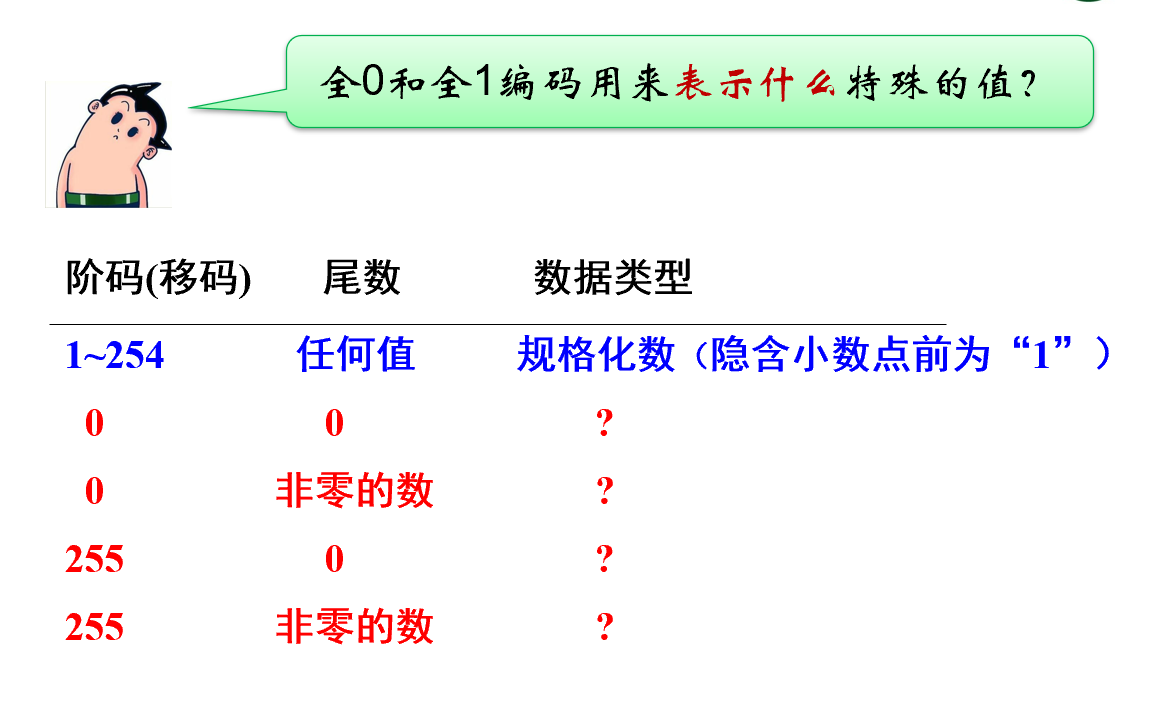 全0和全1编码用来表示什么特殊的值?
阶码(移码) 尾数 数据类型
1~254 任何值 规格化数（隐含小数点前为“1”）
0 0 ?
0 非零的数 ?
255 0 ?
255 非零的数 ?